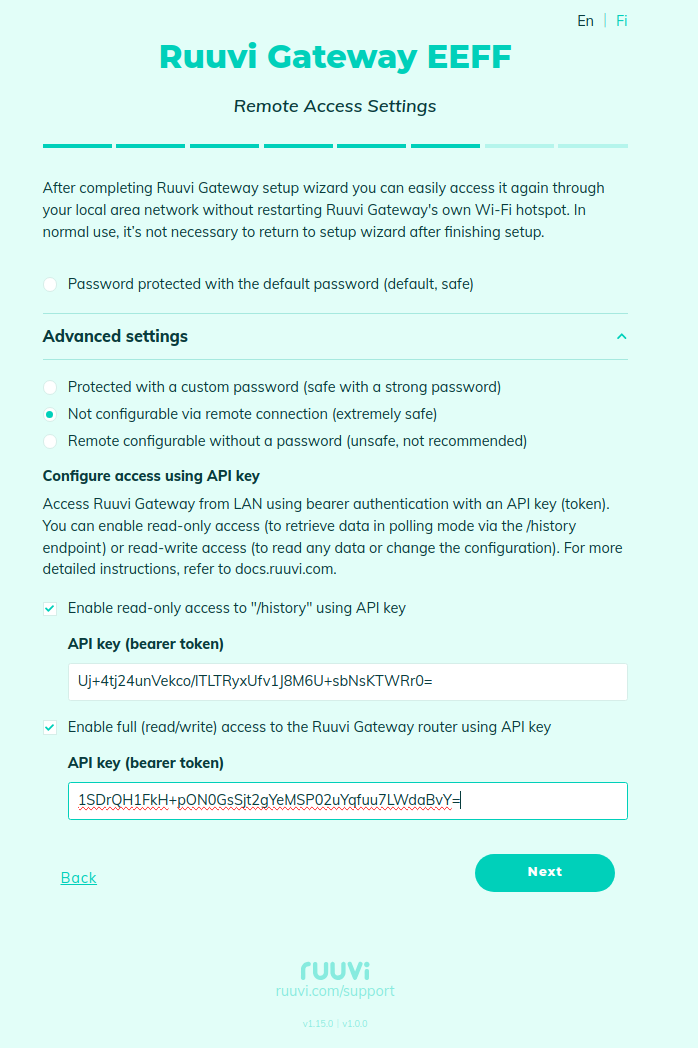 En | Fi
Ruuvi Gateway EEFF
Remote Access Settings
After completing Ruuvi Gateway setup wizard you can easily access it again through
your local area network without restarting Ruuvi Gateway's own Wi-Fi hotspot. In
normal use, it's not necessary to return to setup wizard after finishing setup.
Password protected with the default password (default, safe)
Advanced settings
Protected with a custom password (safe with a strong password)
Not configurable via remote connection (extremely safe)
Remote configurable without a password (unsafe, not recommended)
Configure access using API key
Access Ruuvi Gateway from LAN using bearer authentication with an API key (token).
You can enable read-only access (to retrieve data in polling mode via the /history
endpoint) or read-write access (to read any data or change the configuration). For more
detailed instructions, refer to docs.ruuvi.com.
Enable read-only access to "/history" using API key
API key (bearer token)
Uj+4tj24unVekco/lTLTRyxUfv1J8M6U+sbNsKTWRr0=
Enable full (read/write) access to the Ruuvi Gateway router using API key
API key (bearer token)
1SDrQH1FkH+pON0GsSjt2gYeMSP02uYqfuu7LWdaBvY=
Back
Next
ruuvi
ruuvi.com/support
v1.15.0 | v1.0.0